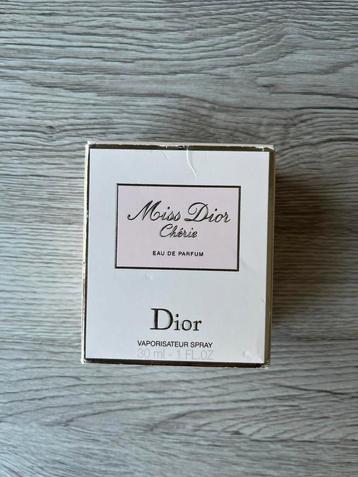 Miss Dior
Chérie
EAU DE PARFUM
Dior
VAPORISATEUR SPRAY
30 ml - 1 FL.OZ